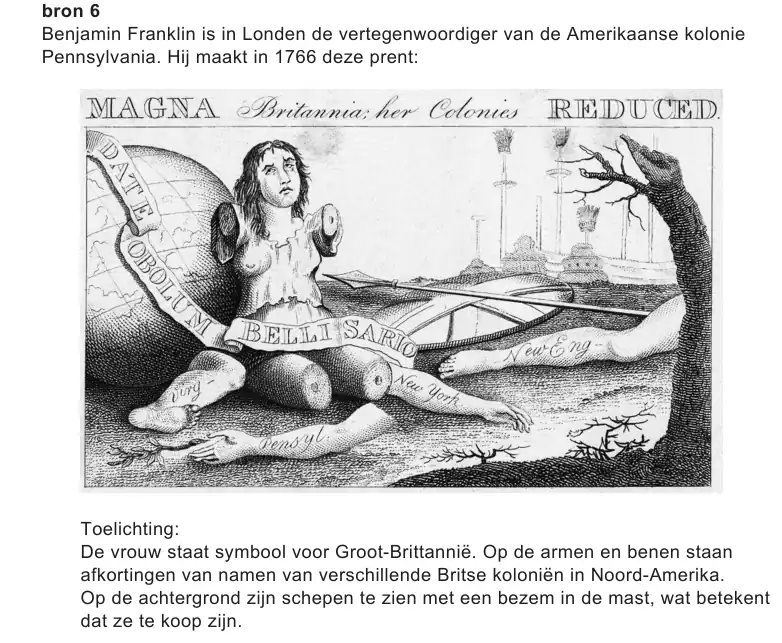 bron 6
Benjamin Franklin is in Londen de vertegenwoordiger van de Amerikaanse kolonie
Pennsylvania. Hij maakt in 1766 deze prent:
MAGNA Britannia; her Colonies REDUCED.
DATE
OBOLUM
BELLISARIO
Virg-
New York
New Eng-
Pensyl.
Toelichting:
De vrouw staat symbool voor Groot-Brittannië. Op de armen en benen staan
afkortingen van namen van verschillende Britse koloniën in Noord-Amerika.
Op de achtergrond zijn schepen te zien met een bezem in de mast, wat betekent
dat ze te koop zijn.